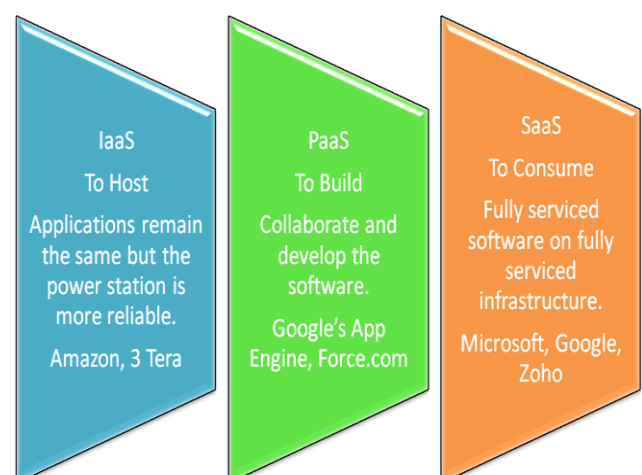 IaaS
To Host
Applications remain
the same but the
power station is
more reliable.
Amazon, 3 Tera
PaaS
To Build
Collaborate and
develop the
software.
Google’s App
Engine, Force.com
SaaS
To Consume
Fully serviced
software on fully
serviced
infrastructure.
Microsoft, Google,
Zoho